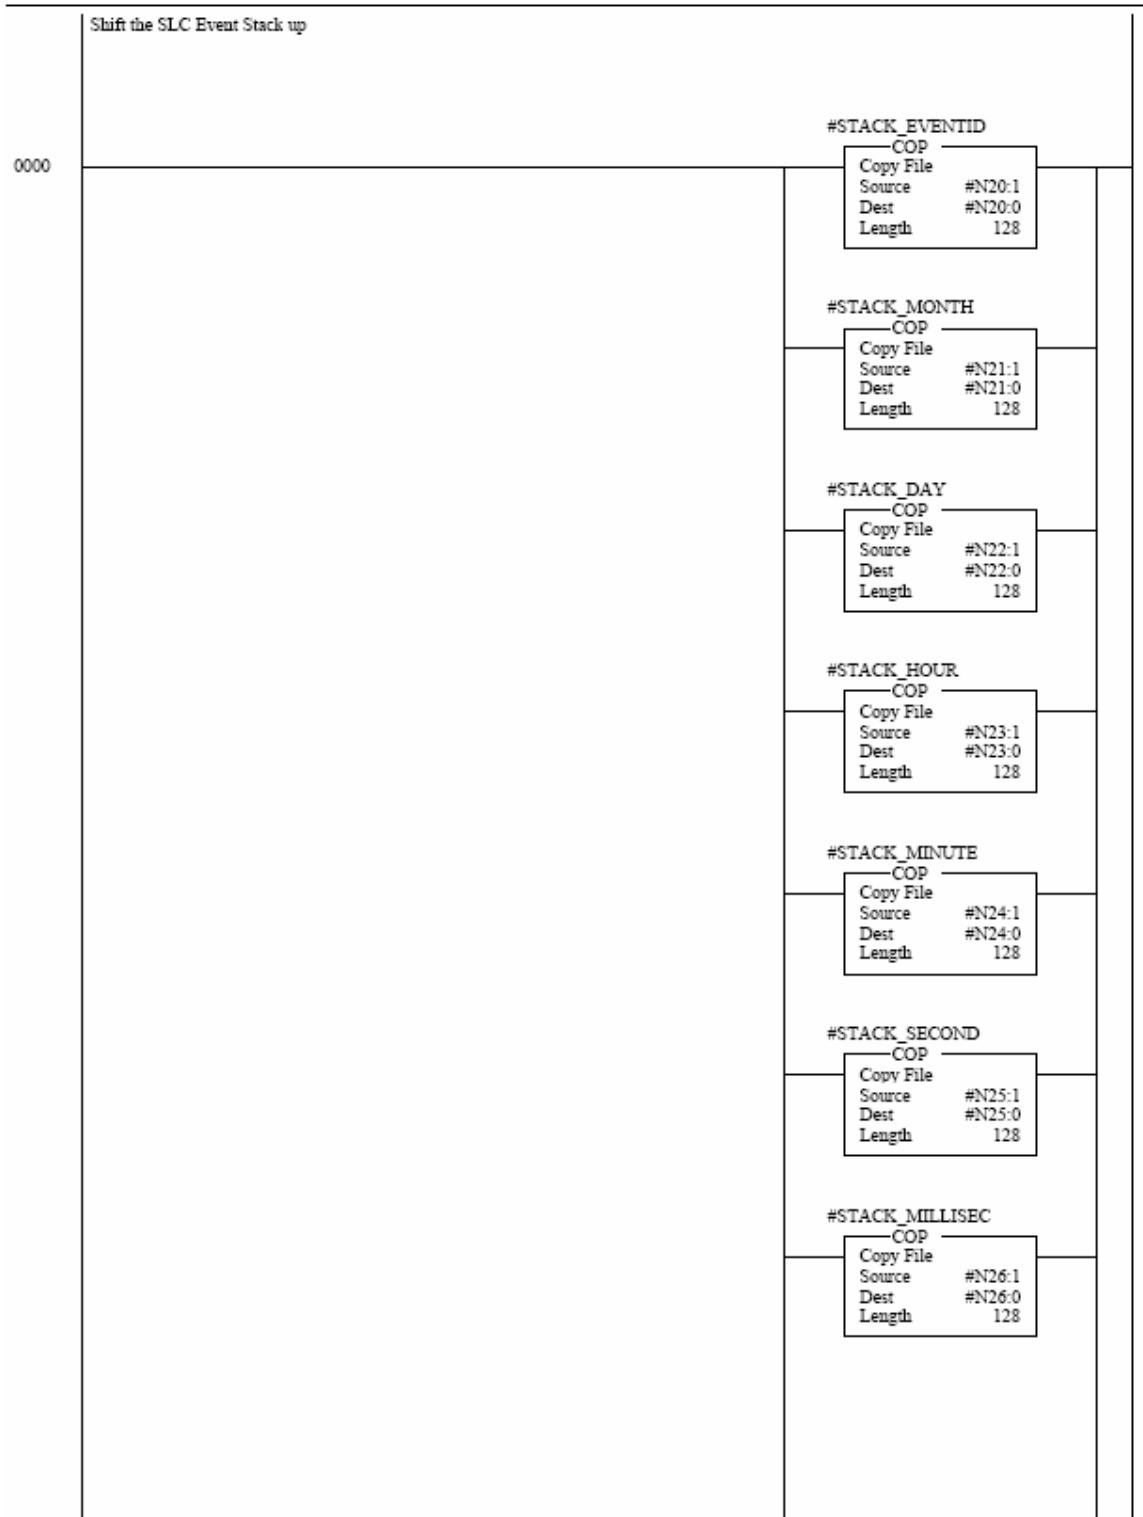 Shift the SLC Event Stack up
#STACK_EVENTID
COP
0000
Copy File
Source #N20:1
Dest #N20:0
Length 128
#STACK_MONTH
COP
Copy File
Source #N21:1
Dest #N21:0
Length 128
#STACK_DAY
COP
Copy File
Source #N22:1
Dest #N22:0
Length 128
#STACK_HOUR
COP
Copy File
Source #N23:1
Dest #N23:0
Length 128
#STACK_MINUTE
COP
Copy File
Source #N24:1
Dest #N24:0
Length 128
#STACK_SECOND
COP
Copy File
Source #N25:1
Dest #N25:0
Length 128
#STACK_MILLISEC
COP
Copy File
Source #N26:1
Dest #N26:0
Length 128